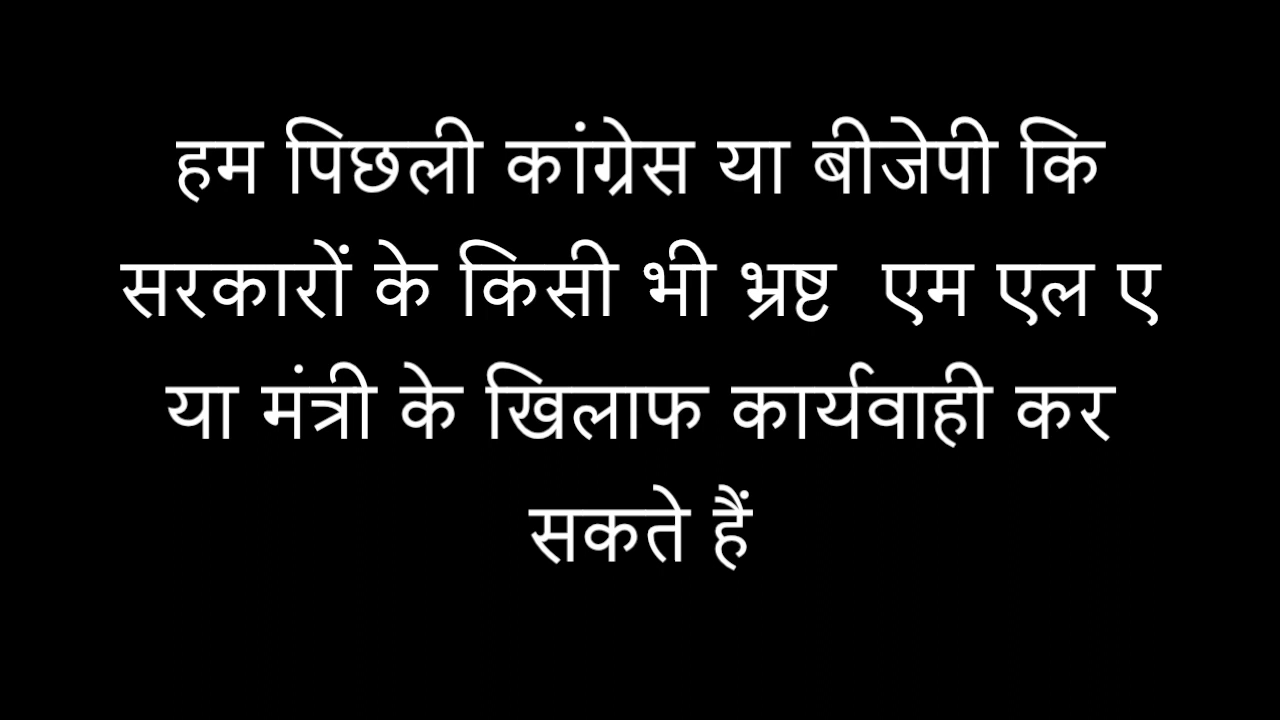 हम पिछली कांग्रेस या बीजेपी कि
सरकारों के किसी भी भ्रष्ट एम एल ए
या मंत्री के खिलाफ कार्यवाही कर
सकते हैं